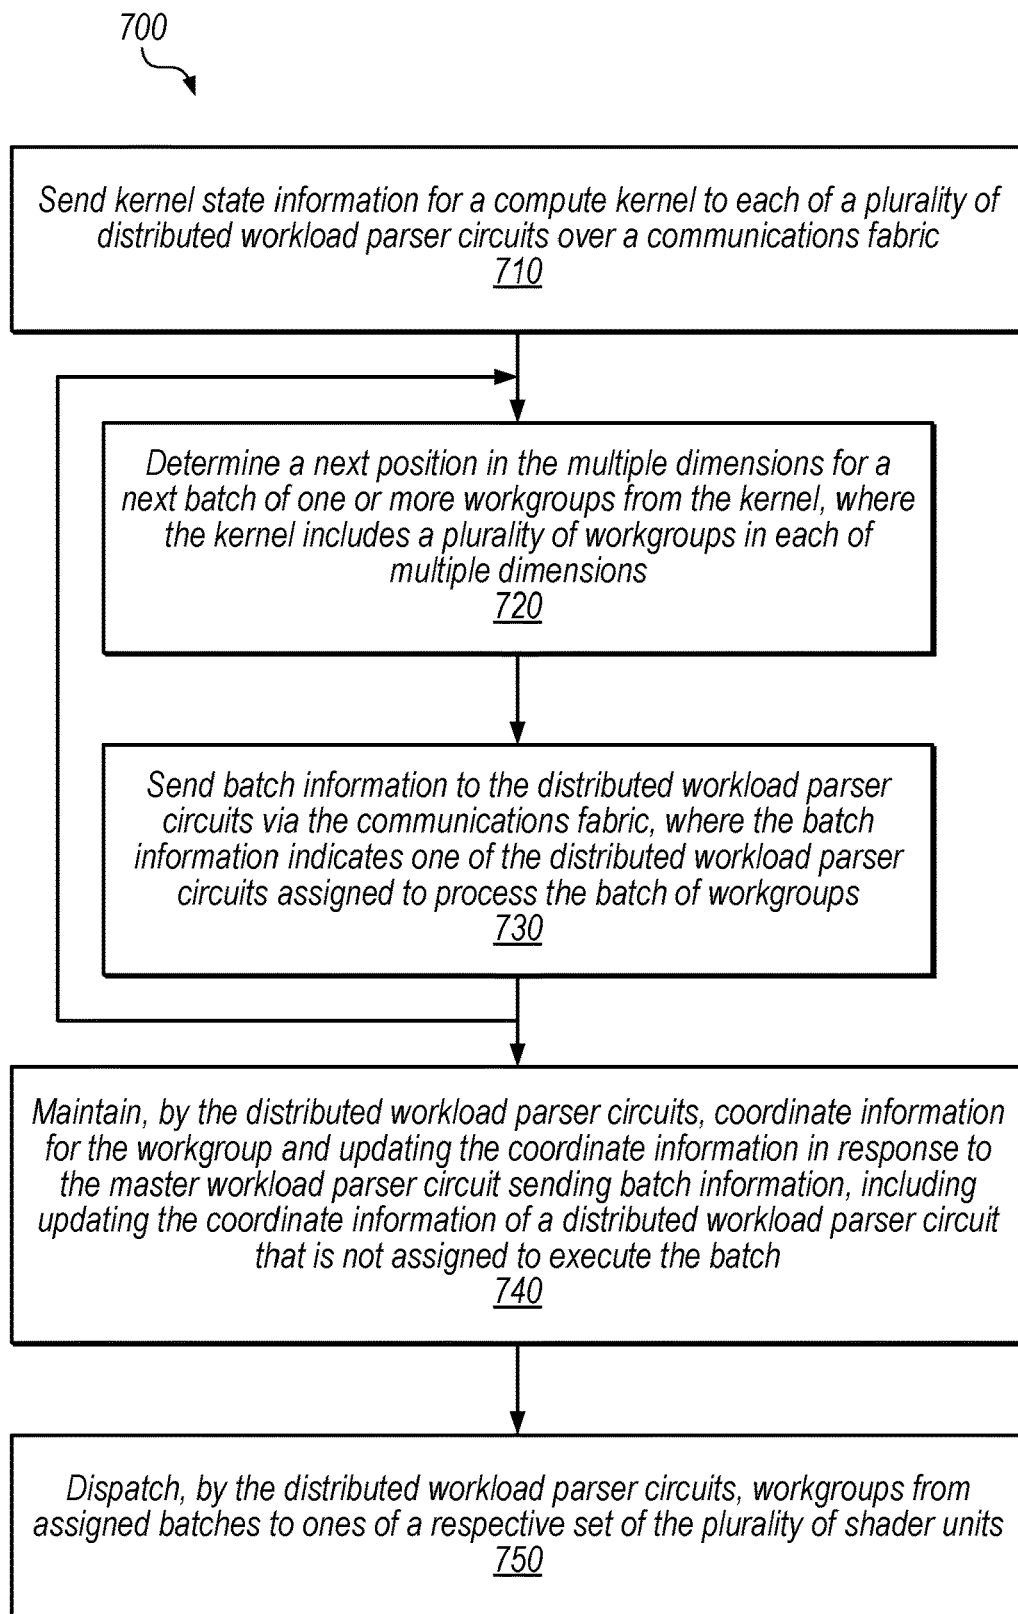 700
Send kernel state information for a compute kernel to each of a plurality of
distributed workload parser circuits over a communications fabric
710
Determine a next position in the multiple dimensions for a
next batch of one or more workgroups from the kernel, where
the kernel includes a plurality of workgroups in each of
multiple dimensions
720
Send batch information to the distributed workload parser
circuits via the communications fabric, where the batch
information indicates one of the distributed workload parser
circuits assigned to process the batch of workgroups
730
Maintain, by the distributed workload parser circuits, coordinate information
for the workgroup and updating the coordinate information in response to
the master workload parser circuit sending batch information, including
updating the coordinate information of a distributed workload parser circuit
that is not assigned to execute the batch
740
Dispatch, by the distributed workload parser circuits, workgroups from
assigned batches to ones of a respective set of the plurality of shader units
750